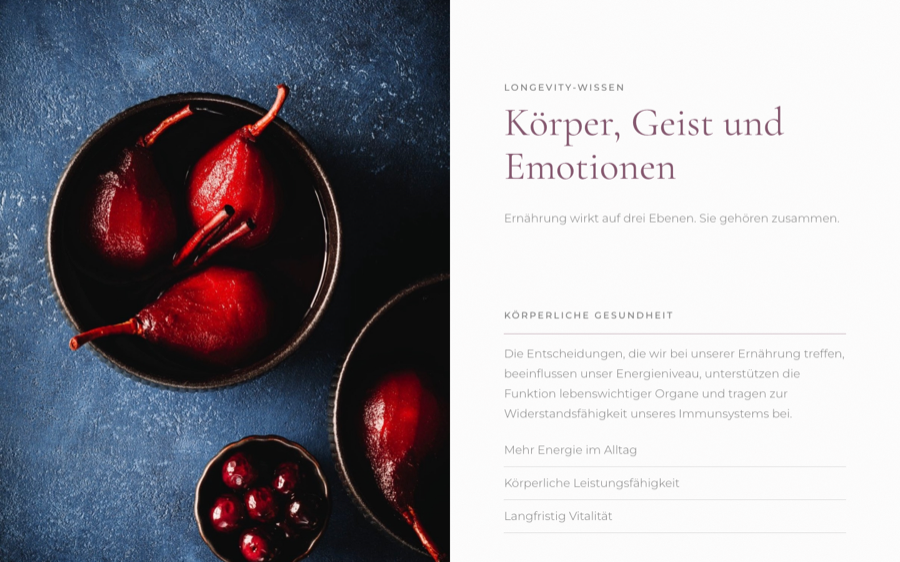 LONGEVITY-WISSEN
Körper, Geist und
Emotionen
Ernährung wirkt auf drei Ebenen. Sie gehören zusammen.
KÖRPERLICHE GESUNDHEIT
Die Entscheidungen, die wir bei unserer Ernährung treffen,
beeinflussen unser Energieniveau, unterstützen die
Funktion lebenswichtiger Organe und tragen zur
Widerstandsfähigkeit unseres Immunsystems bei.
Mehr Energie im Alltag
Körperliche Leistungsfähigkeit
Langfristig Vitalität